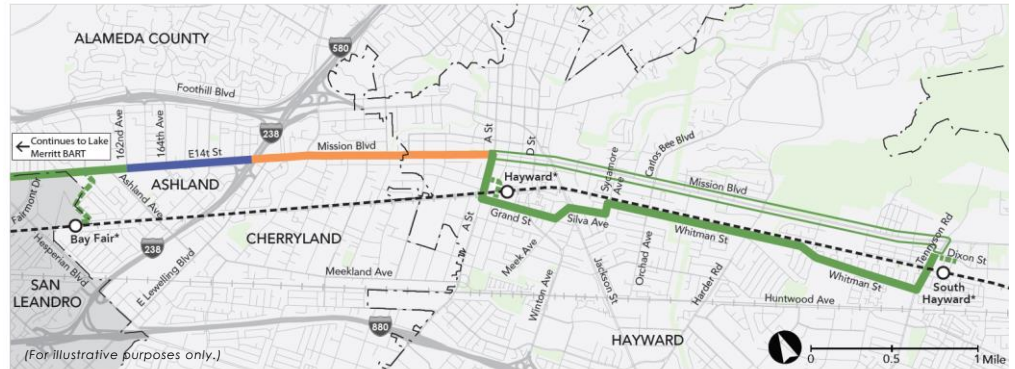 ALAMEDA COUNTY
580
Foothill Blvd
238
Continues to Lake
Merritt BART
162nd Ave
164th Ave
E14t St
Mission Blvd
A St
D St
Sycamore
Ave
Carlos Bee Blvd
Mission Blvd
Fairmont Dr
Ashland Ave
ASHLAND
Hayward*
Bay Fair*
A St
Grand St
Silva Ave
Whitman St
Tennyson Rd
Dixon St
Hesperian Blvd
238
CHERRYLAND
Meek Ave
Winton Ave
Jackson St
Orchad Ave
Harder Rd
Whitman St
South
Hayward*
SAN
LEANDRO
E Lewelling Blvd
Meekland Ave
Huntwood Ave
880
HAYWARD
(For illustrative purposes only.)
0
0.5
1 Mile